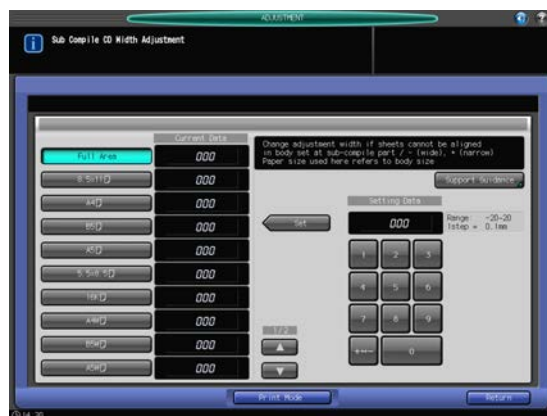 ADJUSTMENT
Sub Compile CD Width Adjustment
Current Data
Full Area 000
8.5x11 000
A4 000
B5 000
A5 000
5.5x8.5 000
16K 000
A4W 000
B5W 000
A5W 000
Change adjustment width if sheets cannot be aligned
in body set at sub-compile part / - (wide), + (narrow)
Paper size used here refers to body size
Support Guidance
Setting Data
Set
000
Range -20-20
1step = 0.1mm
1 2 3
4 5 6
7 8 9
+↔- 0
1/2
▲
▼
Print Mode
Return